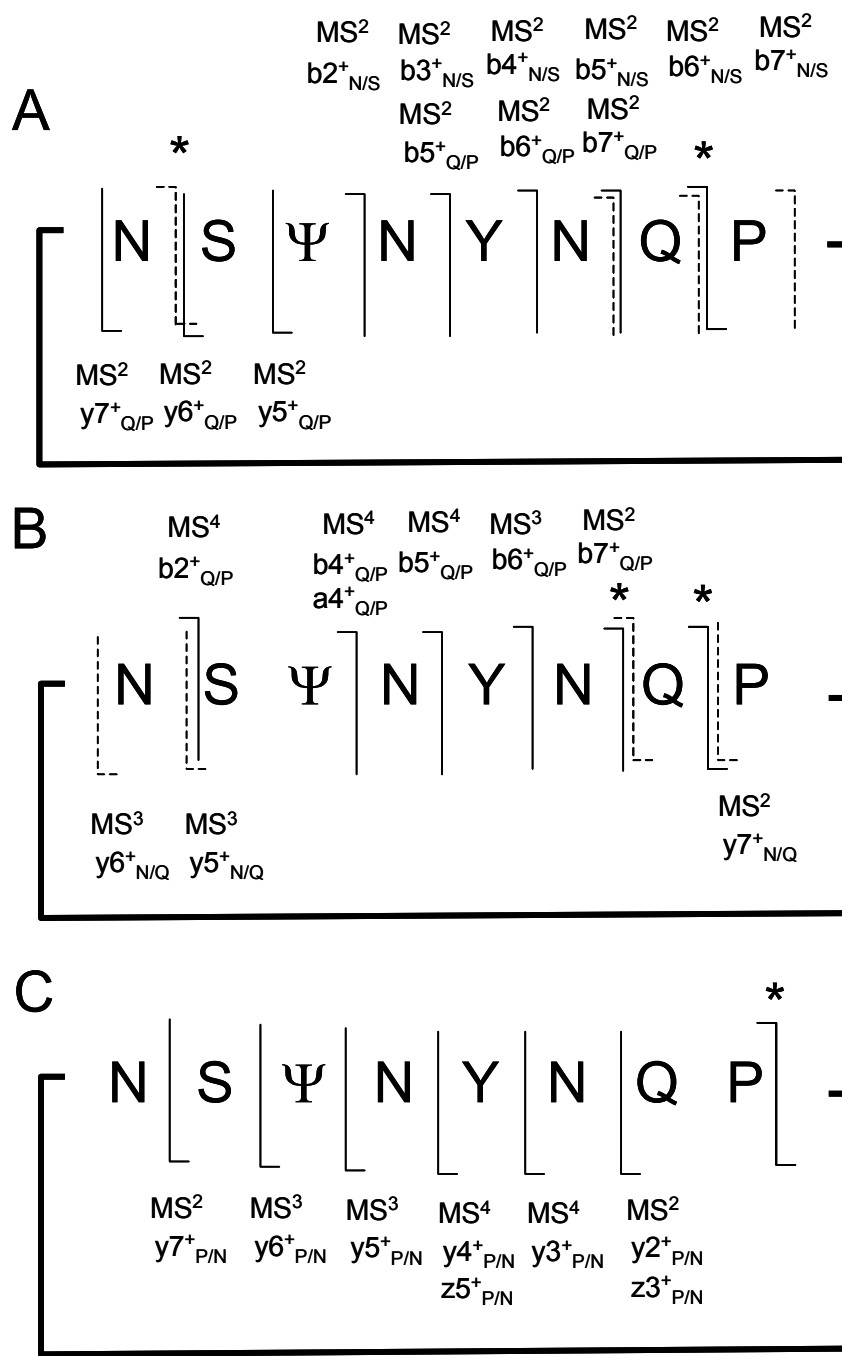 MS² MS² MS² MS² MS² MS²
b2⁺N/S b3⁺N/S b4⁺N/S b5⁺N/S b6⁺N/S b7⁺N/S
A
MS² MS² MS²
b5⁺Q/P b6⁺Q/P b7⁺Q/P
* *
N S Ψ N Y N Q P
MS² MS² MS²
y7⁺Q/P y6⁺Q/P y5⁺Q/P
B
MS⁴ MS⁴ MS⁴ MS³ MS²
b2⁺Q/P b4⁺Q/P b5⁺Q/P b6⁺Q/P b7⁺Q/P
a4⁺Q/P
* *
N S Ψ N Y N Q P
MS³ MS³ MS²
y6⁺N/Q y5⁺N/Q y7⁺N/Q
C
*
N S Ψ N Y N Q P
MS² MS³ MS³ MS⁴ MS⁴ MS²
y7⁺P/N y6⁺P/N y5⁺P/N y4⁺P/N y3⁺P/N y2⁺P/N
z5⁺P/N z3⁺P/N